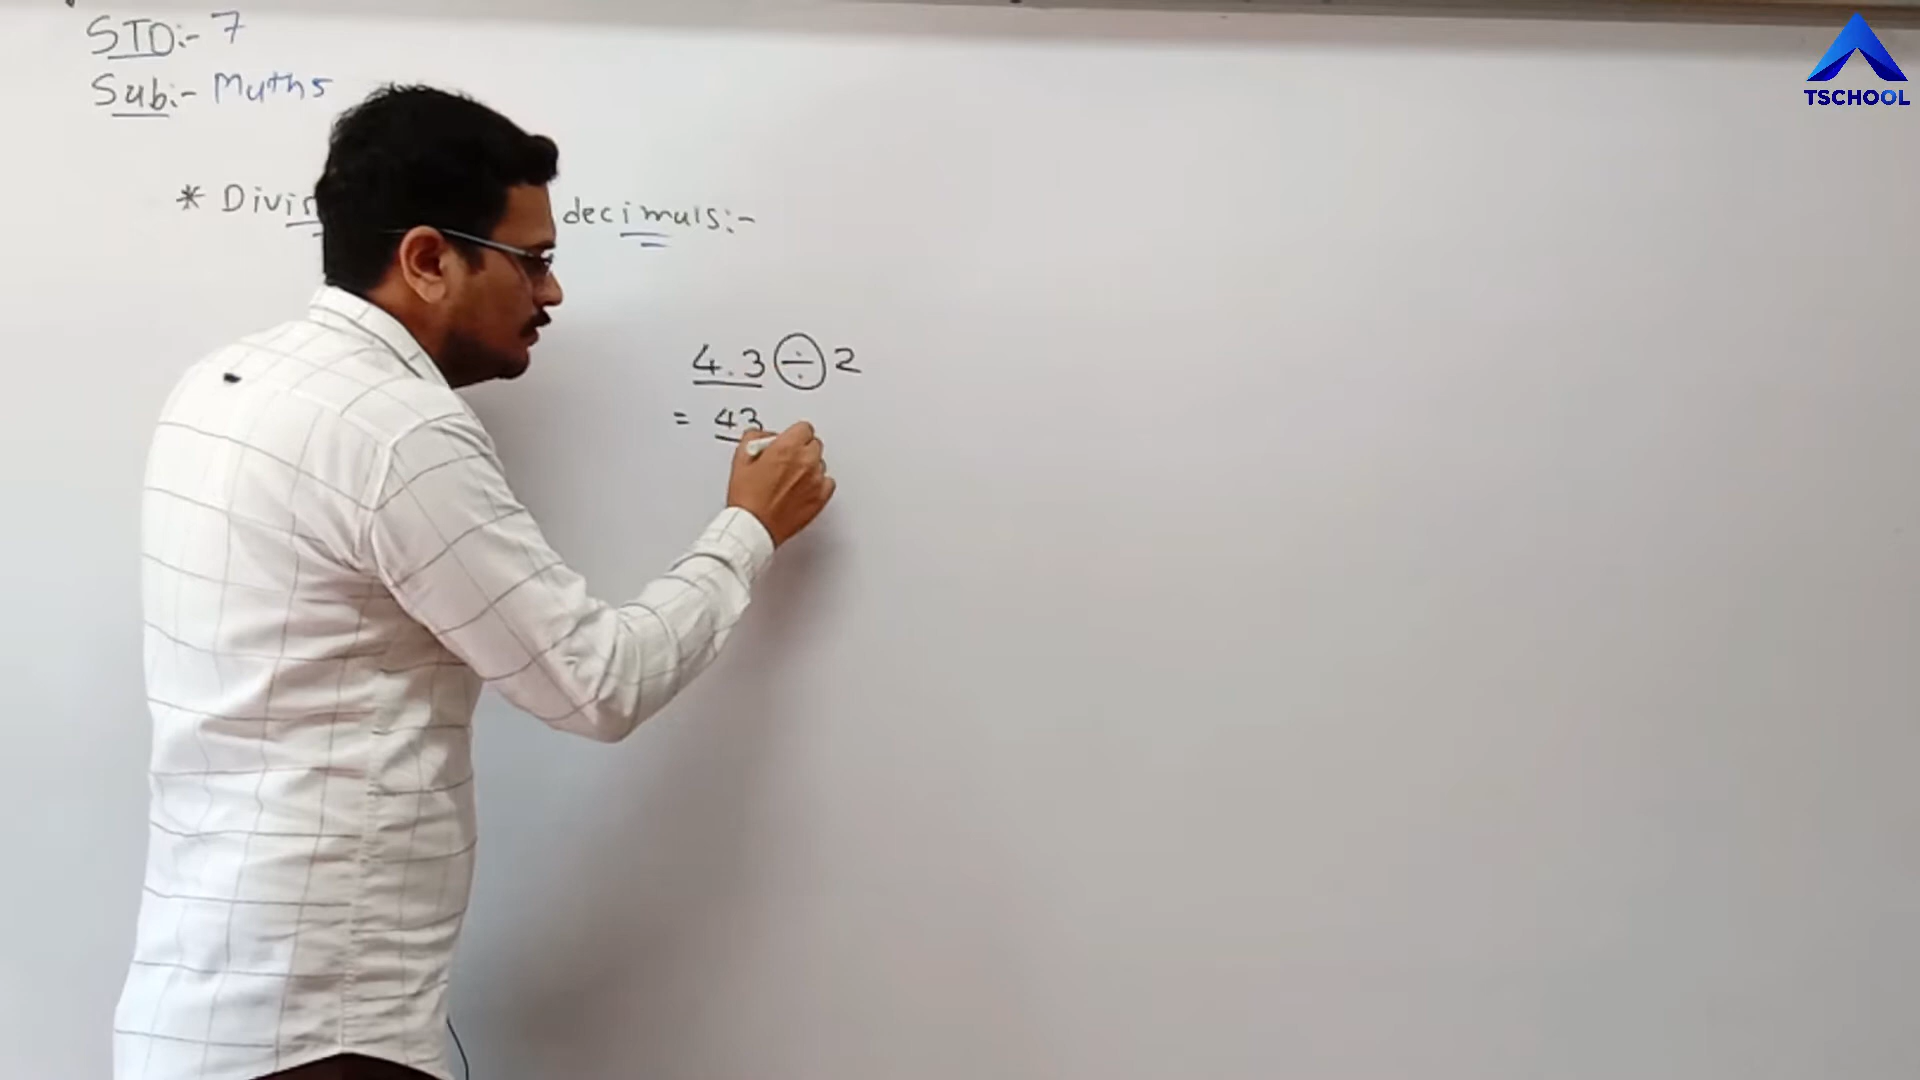 STD:- 7
Sub:- Maths
TSCHOOL
* decimals:-
4.3 ÷ 2
= 43